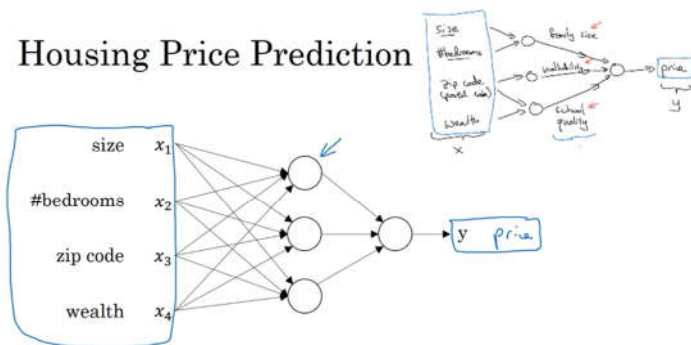 Housing Price Prediction
size
#bedrooms
zip code
(postal code)
wealth
x
family size
walkability
school
quality
price
y
size x₁
#bedrooms x₂
zip code x₃
wealth x₄
y price